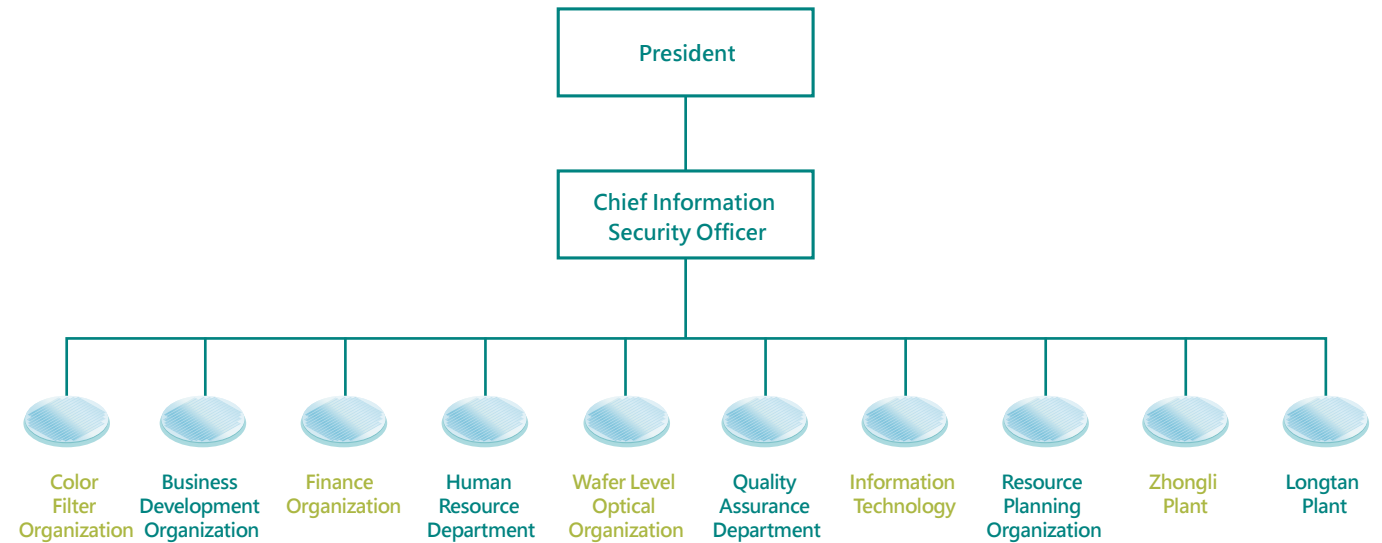 President
Chief Information
Security Officer
Color
Filter
Organization
Business
Development
Organization
Finance
Organization
Human
Resource
Department
Wafer Level
Optical
Organization
Quality
Assurance
Department
Information
Technology
Resource
Planning
Organization
Zhongli
Plant
Longtan
Plant